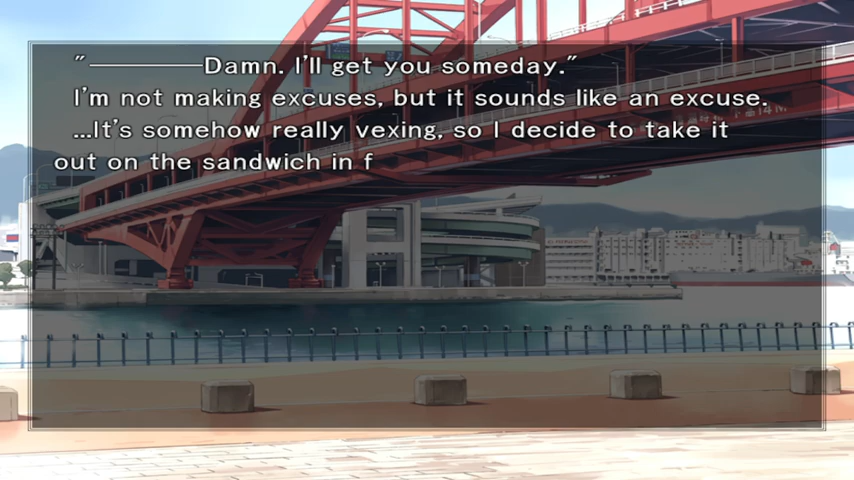 "————Damn. I'll get you someday."
I'm not making excuses, but it sounds like an excuse.
...It's somehow really vexing, so I decide to take it
out on the sandwich in f